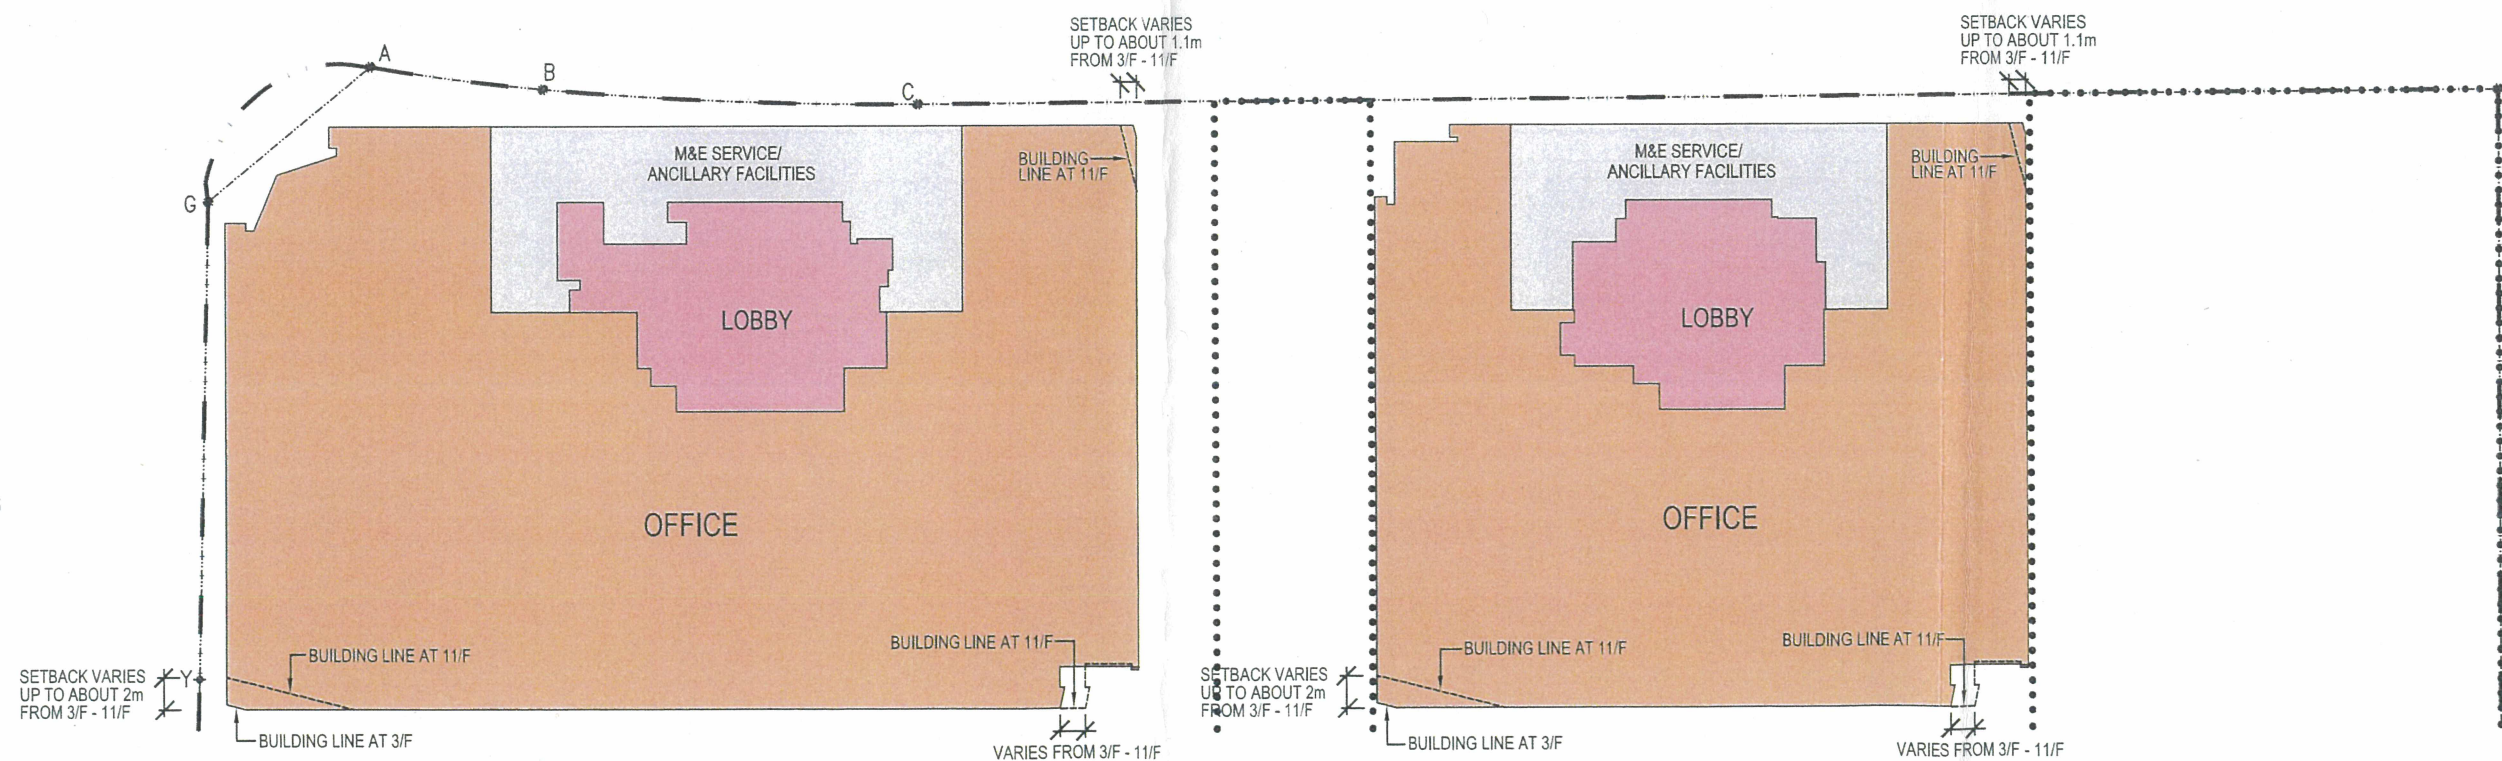 SETBACK VARIES
UP TO ABOUT 1.1m
FROM 3/F - 11/F
SETBACK VARIES
UP TO ABOUT 1.1m
FROM 3/F - 11/F
A
B
C
G
M&E SERVICE/
ANCILLARY FACILITIES
BUILDING
LINE AT 11/F
LOBBY
OFFICE
BUILDING LINE AT 11/F
BUILDING LINE AT 11/F
SETBACK VARIES
UP TO ABOUT 2m
FROM 3/F - 11/F
Y
BUILDING LINE AT 3/F
VARIES FROM 3/F - 11/F
M&E SERVICE/
ANCILLARY FACILITIES
BUILDING
LINE AT 11/F
LOBBY
OFFICE
BUILDING LINE AT 11/F
BUILDING LINE AT 11/F
SETBACK VARIES
UP TO ABOUT 2m
FROM 3/F - 11/F
BUILDING LINE AT 3/F
VARIES FROM 3/F - 11/F